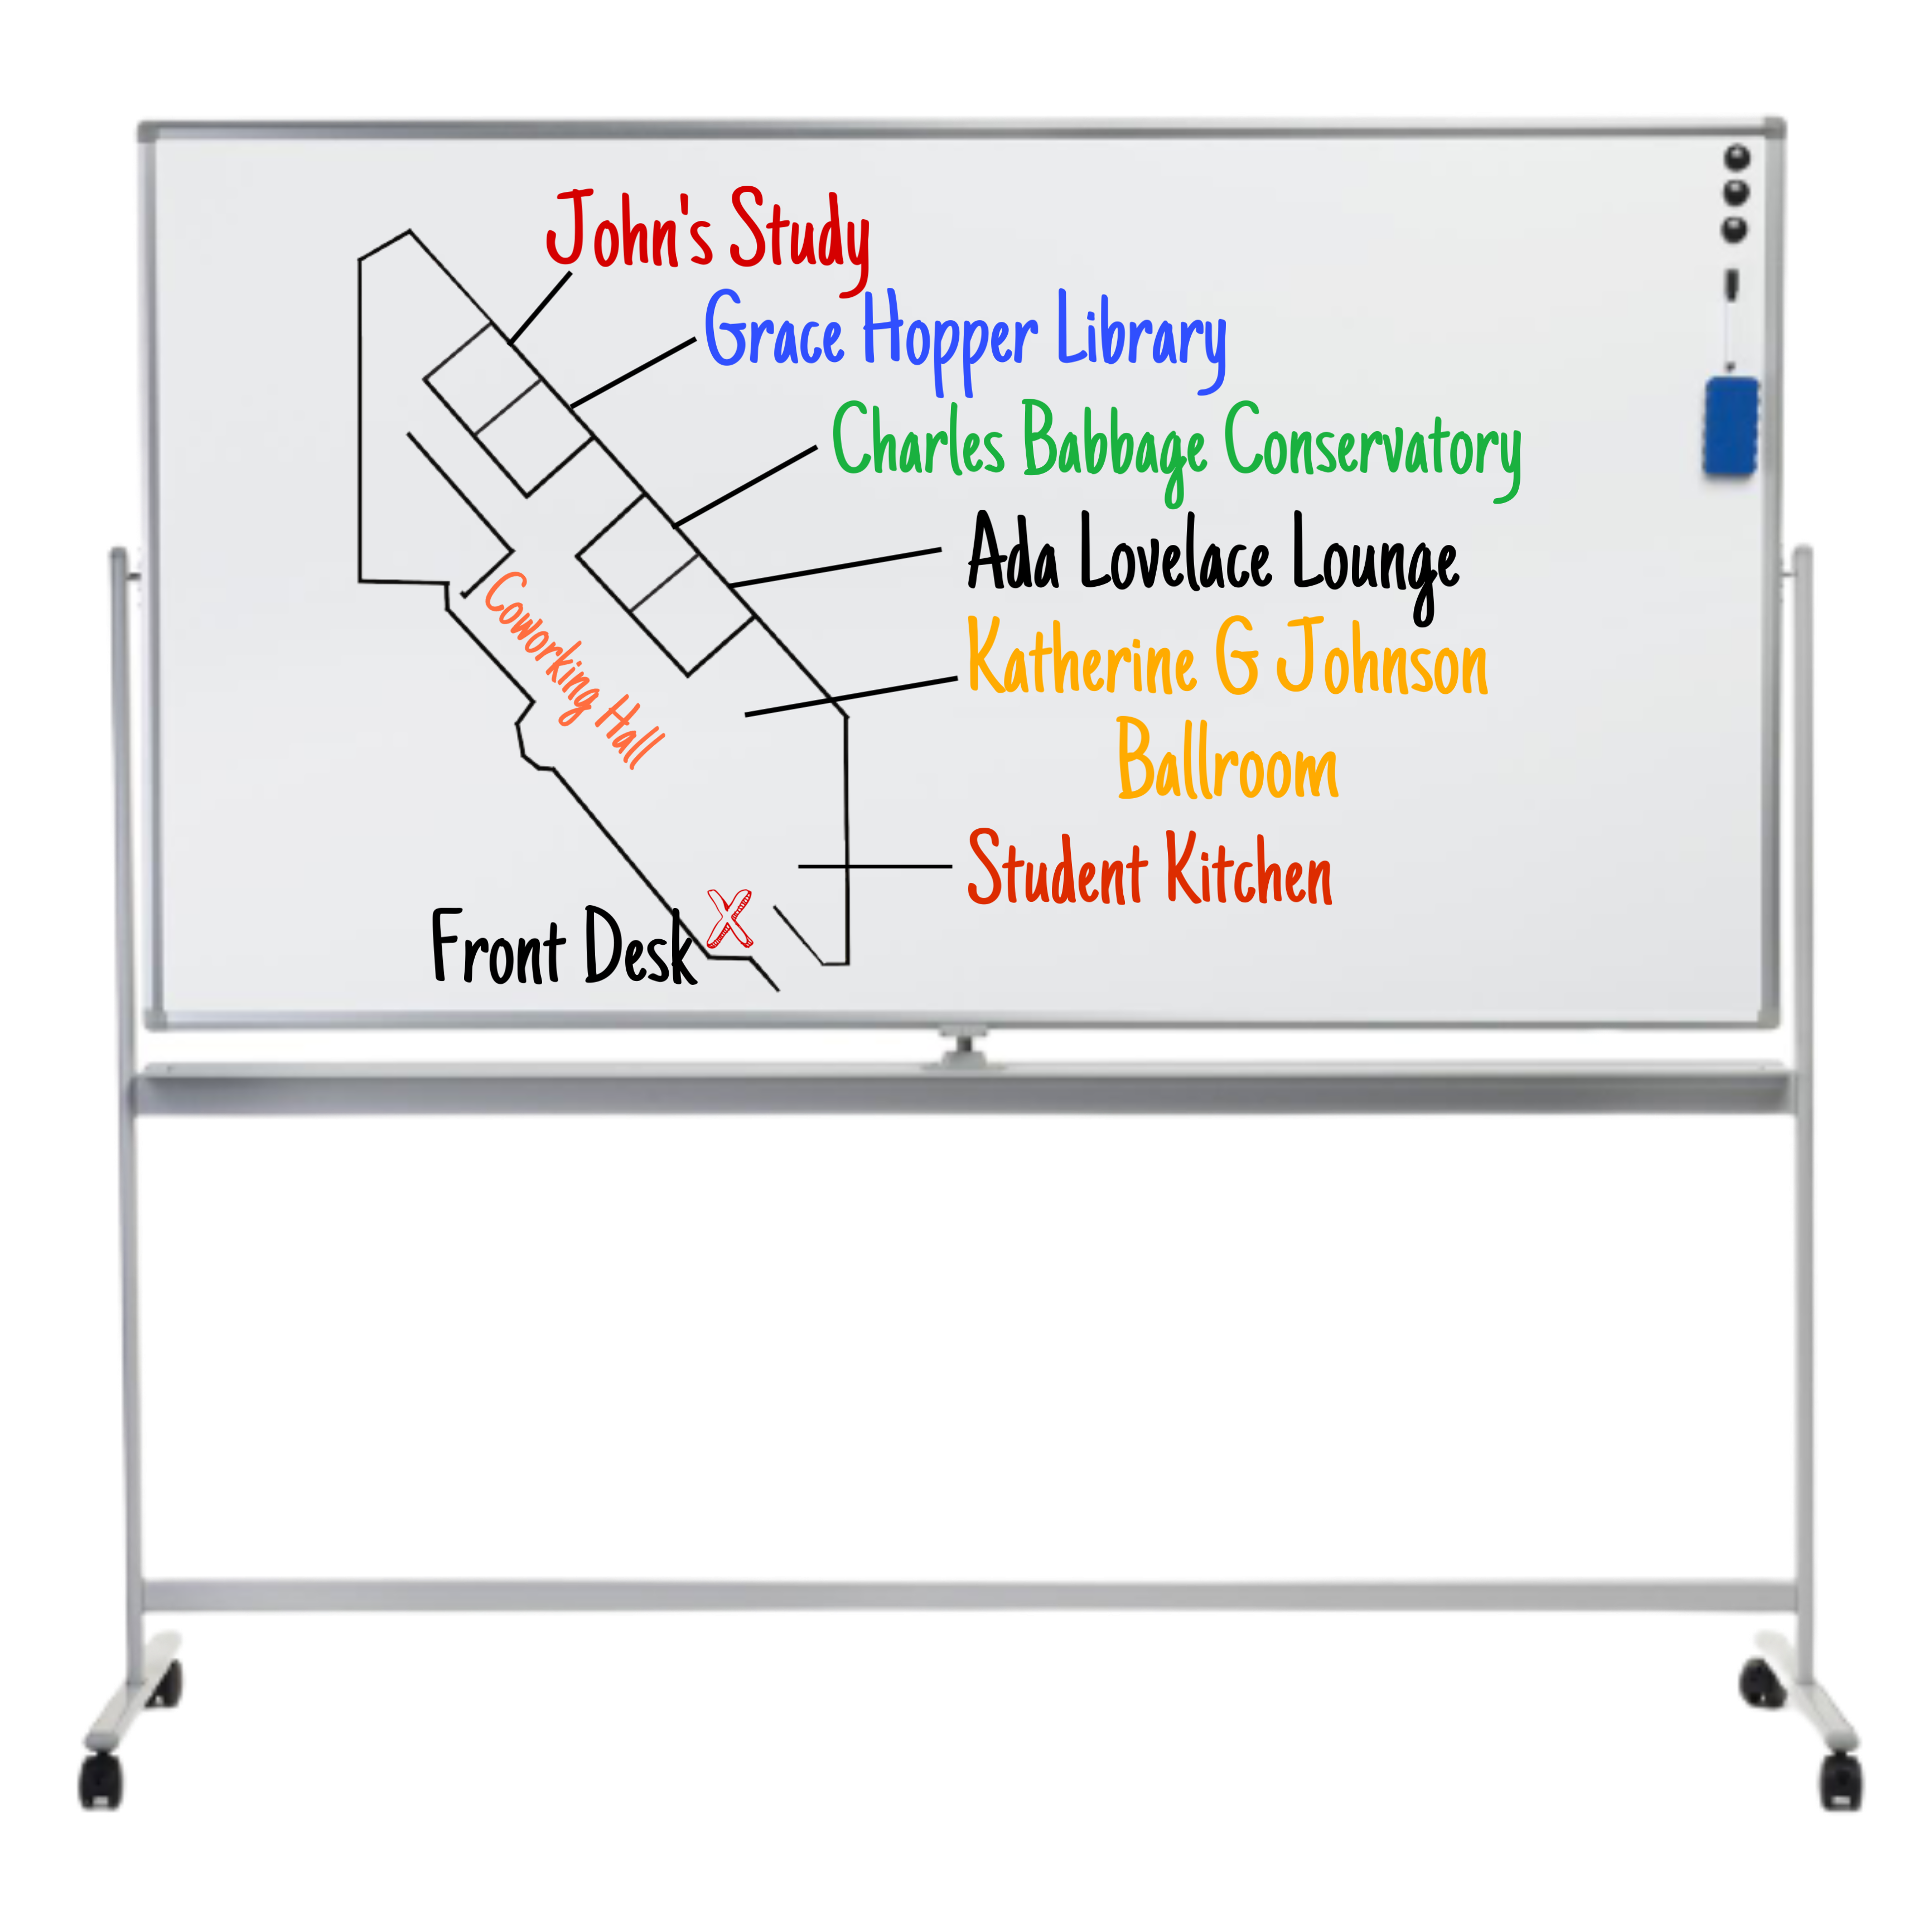 John's Study
Grace Hopper Library
Charles Babbage Conservatory
Ada Lovelace Lounge
Coworking Hall
Katherine G Johnson
Ballroom
Student Kitchen
Front Desk X